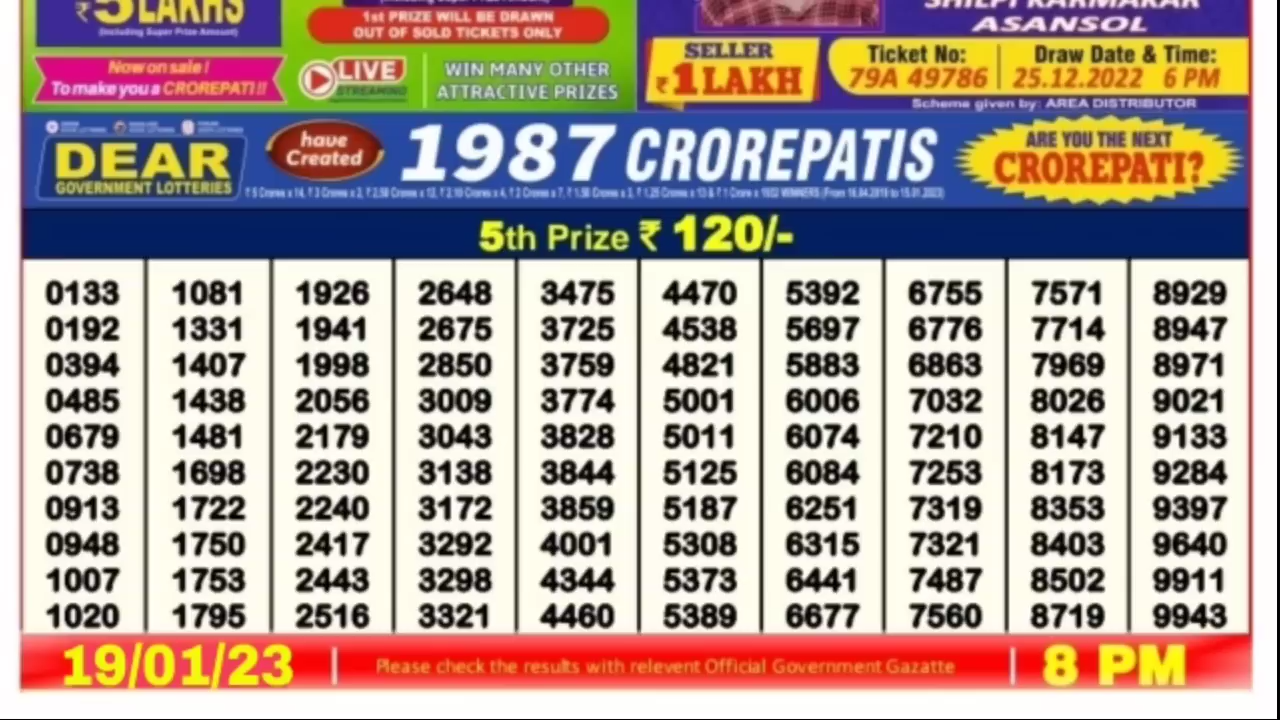 ₹5LAKHS
(Including Super Prize Amount)
1st PRIZE WILL BE DRAWN
OUT OF SOLD TICKETS ONLY
SHILPI KARMAKAR
ASANSOL
Now on sale!
To make you a CROREPATI!!
LIVE
STREAMING
WIN MANY OTHER
ATTRACTIVE PRIZES
SELLER
₹1LAKH
Ticket No:
79A 49786
Draw Date & Time:
25.12.2022 6 PM
Scheme given by: AREA DISTRIBUTOR
DEAR
GOVERNMENT LOTTERIES
have
Created
1987 CROREPATIS
ARE YOU THE NEXT
CROREPATI?
5th Prize ₹ 120/-
0133 1081 1926 2648 3475 4470 5392 6755 7571 8929
0192 1331 1941 2675 3725 4538 5697 6776 7714 8947
0394 1407 1998 2850 3759 4821 5883 6863 7969 8971
0485 1438 2056 3009 3774 5001 6006 7032 8026 9021
0679 1481 2179 3043 3828 5011 6074 7210 8147 9133
0738 1698 2230 3138 3844 5125 6084 7253 8173 9284
0913 1722 2240 3172 3859 5187 6251 7319 8353 9397
0948 1750 2417 3292 4001 5308 6315 7321 8403 9640
1007 1753 2443 3298 4344 5373 6441 7487 8502 9911
1020 1795 2516 3321 4460 5389 6677 7560 8719 9943
19/01/23
Please check the results with relevent Official Government Gazatte
8 PM